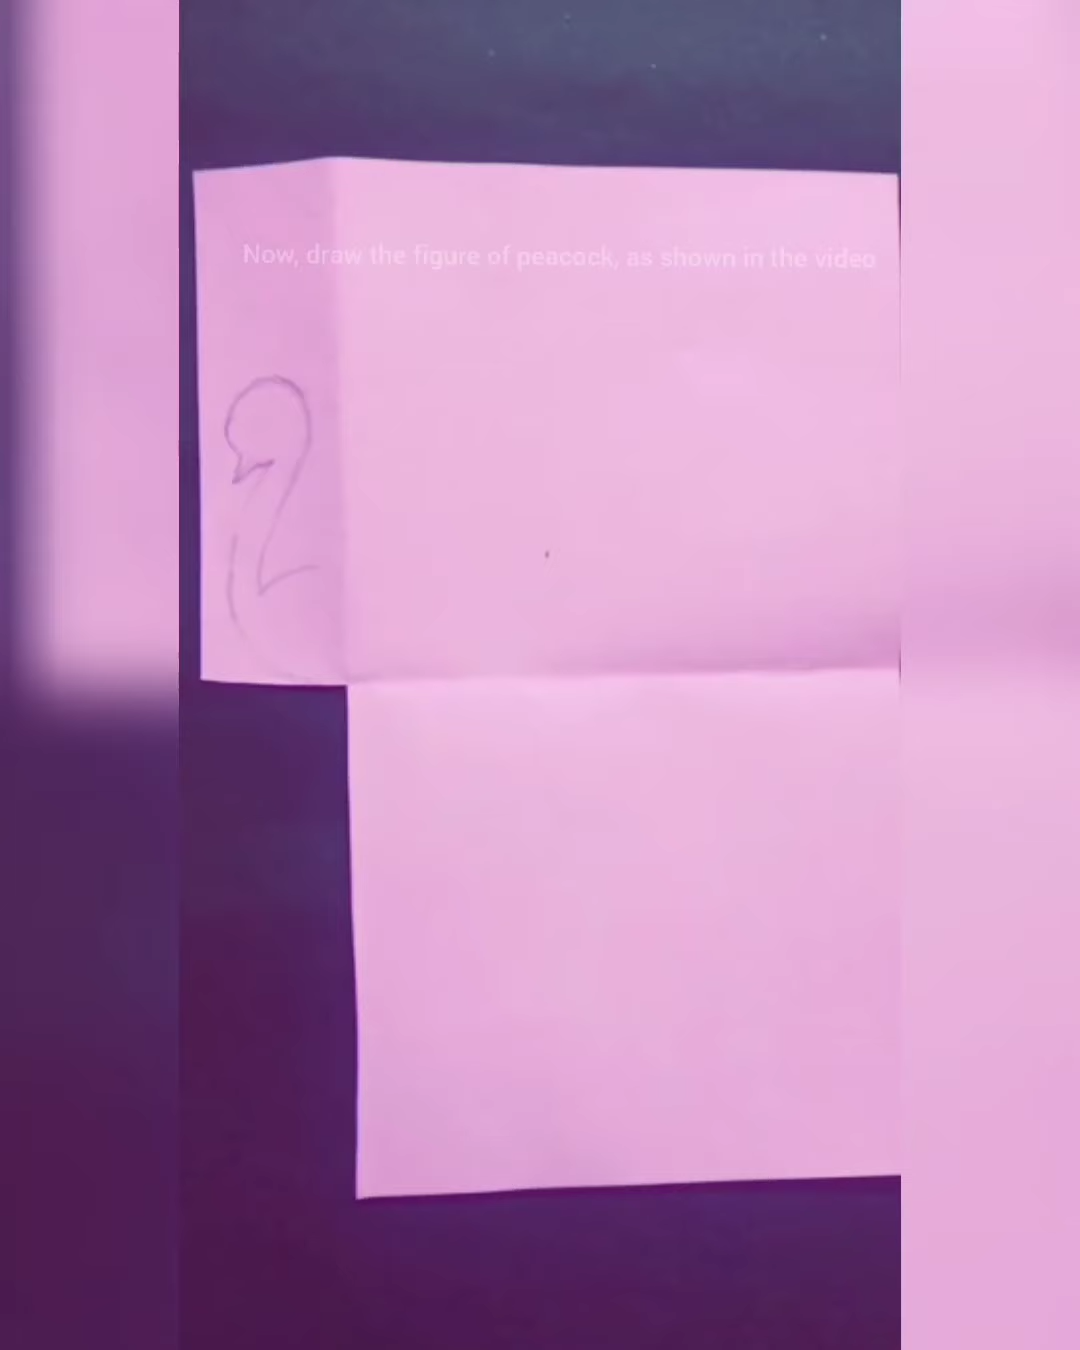 Now, draw the figure of peacock, as shown in the video